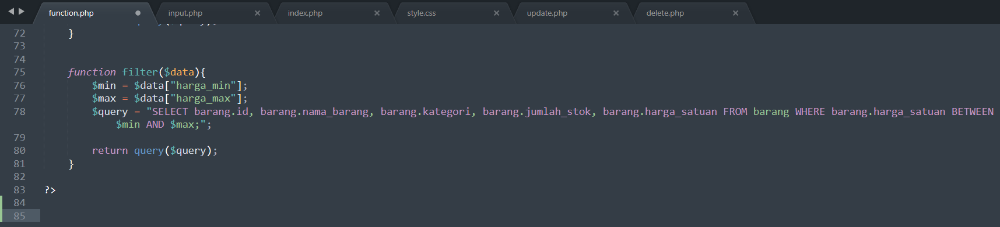 function.php input.php index.php style.css update.php delete.php
72 }
73
74
75 function filter($data){
76 $min = $data["harga_min"];
77 $max = $data["harga_max"];
78 $query = "SELECT barang.id, barang.nama_barang, barang.kategori, barang.jumlah_stok, barang.harga_satuan FROM barang WHERE barang.harga_satuan BETWEEN
$min AND $max;";
79
80 return query($query);
81 }
82
83 ?>
84
85